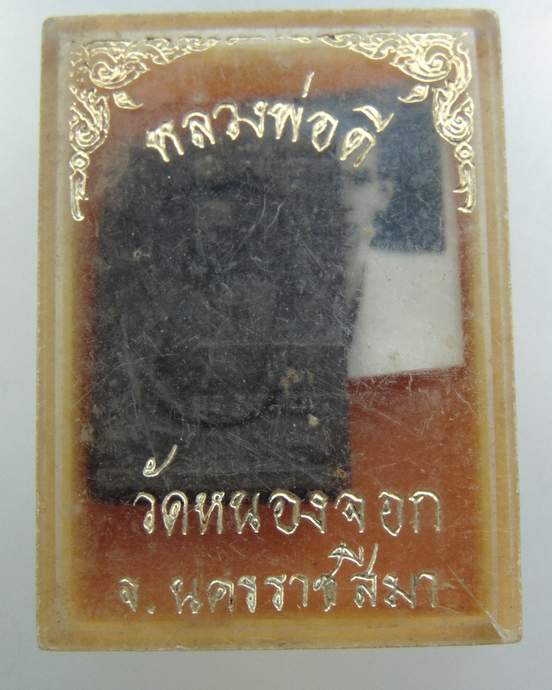 หลวงพ่อดี
วัดหนองจอก
จ. นครราชสีมา